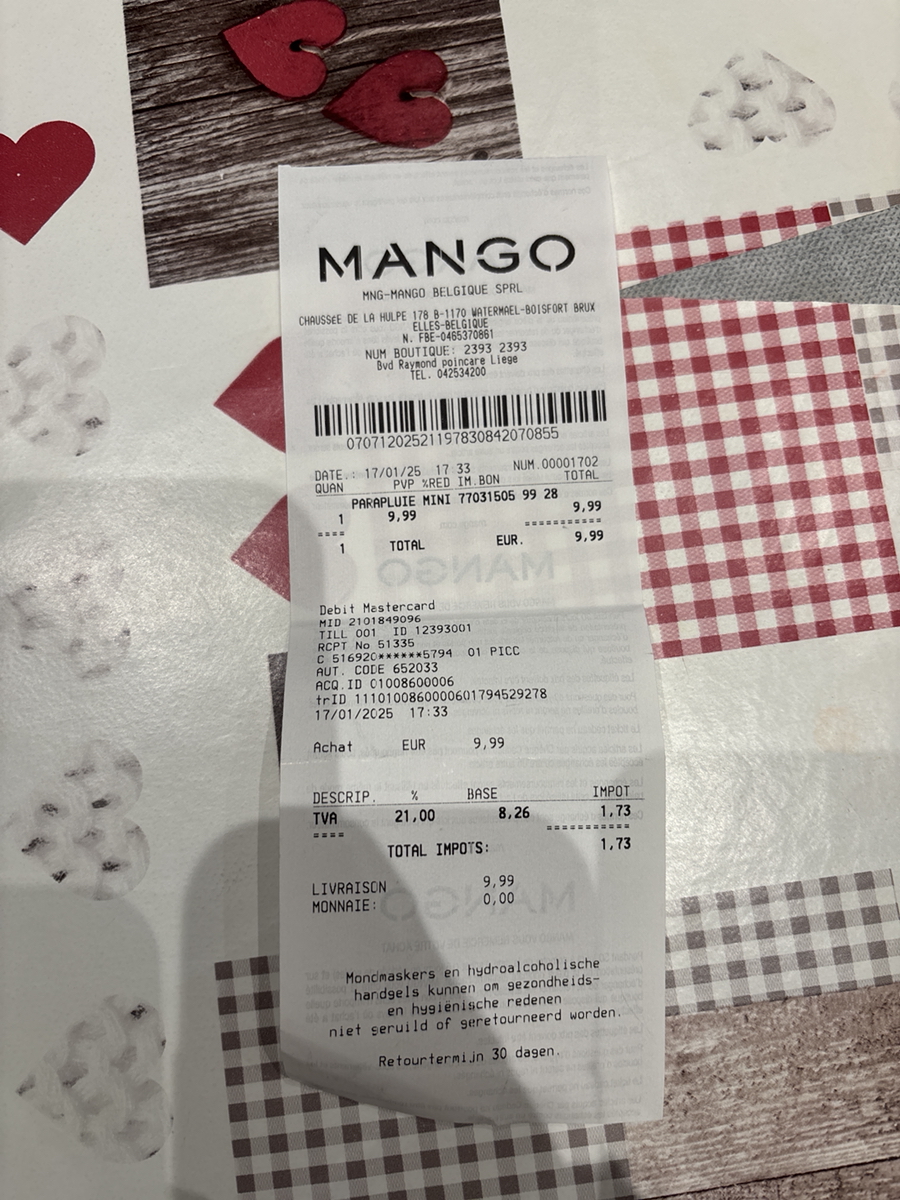 MANGO
MNG-MANGO BELGIQUE SPRL
CHAUSSéE DE LA HULPE 178 B-1170 WATERMAEL-BOISFORT BRUX
ELLES-BELGIQUE
N. FBE-0465370861
NUM BOUTIQUE: 2393 2393
Bvd Raymond poincare Liege
TEL. 042534200
07071202521197830842070855
DATE.: 17/01/25 17 33 NUM.00001702
QUAN PVP %RED IM.BON TOTAL
PARAPLUIE MINI 77031505 99 28
1 9,99 9,99
==== ===========
1 TOTAL EUR. 9,99
Debit Mastercard
MID 2101849096
TILL 001 ID 12393001
RCPT No 51335
C 516920******5794 01 PICC
AUT. CODE 652033
ACQ.ID 01008600006
trID 1110100860000601794529278
17/01/2025 17:33
Achat EUR 9,99
DESCRIP. % BASE IMPOT
TVA 21,00 8,26 1,73
==== ===========
TOTAL IMPOTS: 1,73
LIVRAISON 9,99
MONNAIE: 0,00
Mondmaskers en hydroalcoholische
handgels kunnen om gezondheids-
en hygiënische redenen
niet geruild of geretourneerd worden.
Retourtermijn 30 dagen.